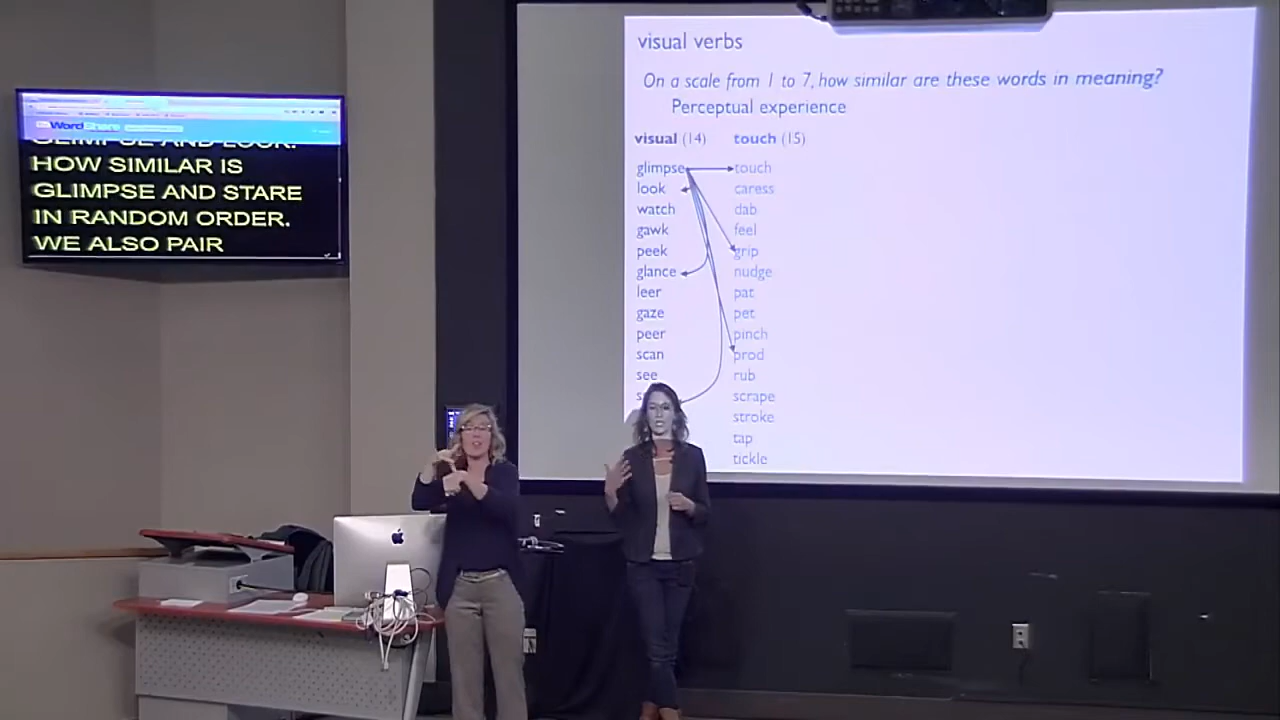 WordShare
GLIMPSE AND LOOK.
HOW SIMILAR IS
GLIMPSE AND STARE
IN RANDOM ORDER.
WE ALSO PAIR
visual verbs
On a scale from 1 to 7, how similar are these words in meaning?
Perceptual experience
visual (14) touch (15)
glimpse touch
look caress
watch dab
gawk feel
peek grip
glance nudge
leer pat
gaze pet
peer pinch
scan prod
see rub
scrape
stroke
tap
tickle